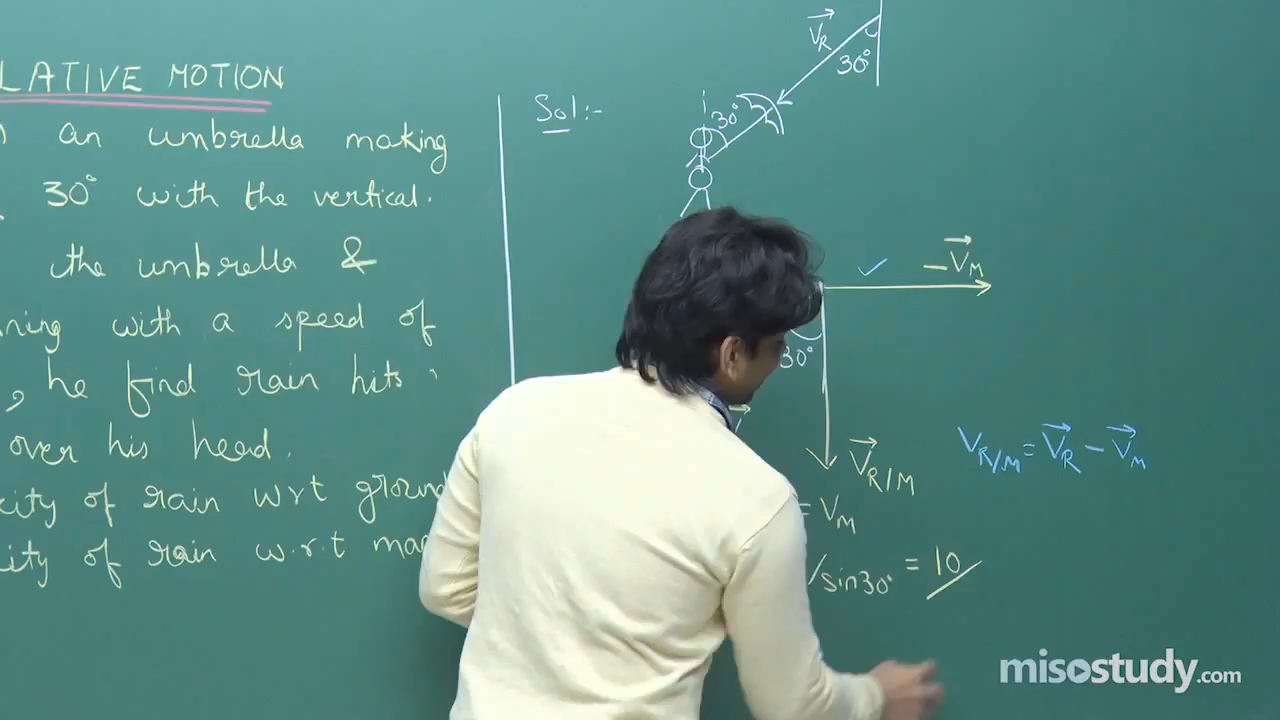 LATIVE MOTION
an umbrella making
30° with the vertical.
the umbrella &
ning with a speed of
, he find rain hits
over his head.
city of rain w r t ground
ity of rain w.r.t man
Sol:-
V_R
30°
30°
-V_M
30°
V_R/M
V_R/M = V_R - V_M
= V_M
/sin30° = 10
misostudy.com